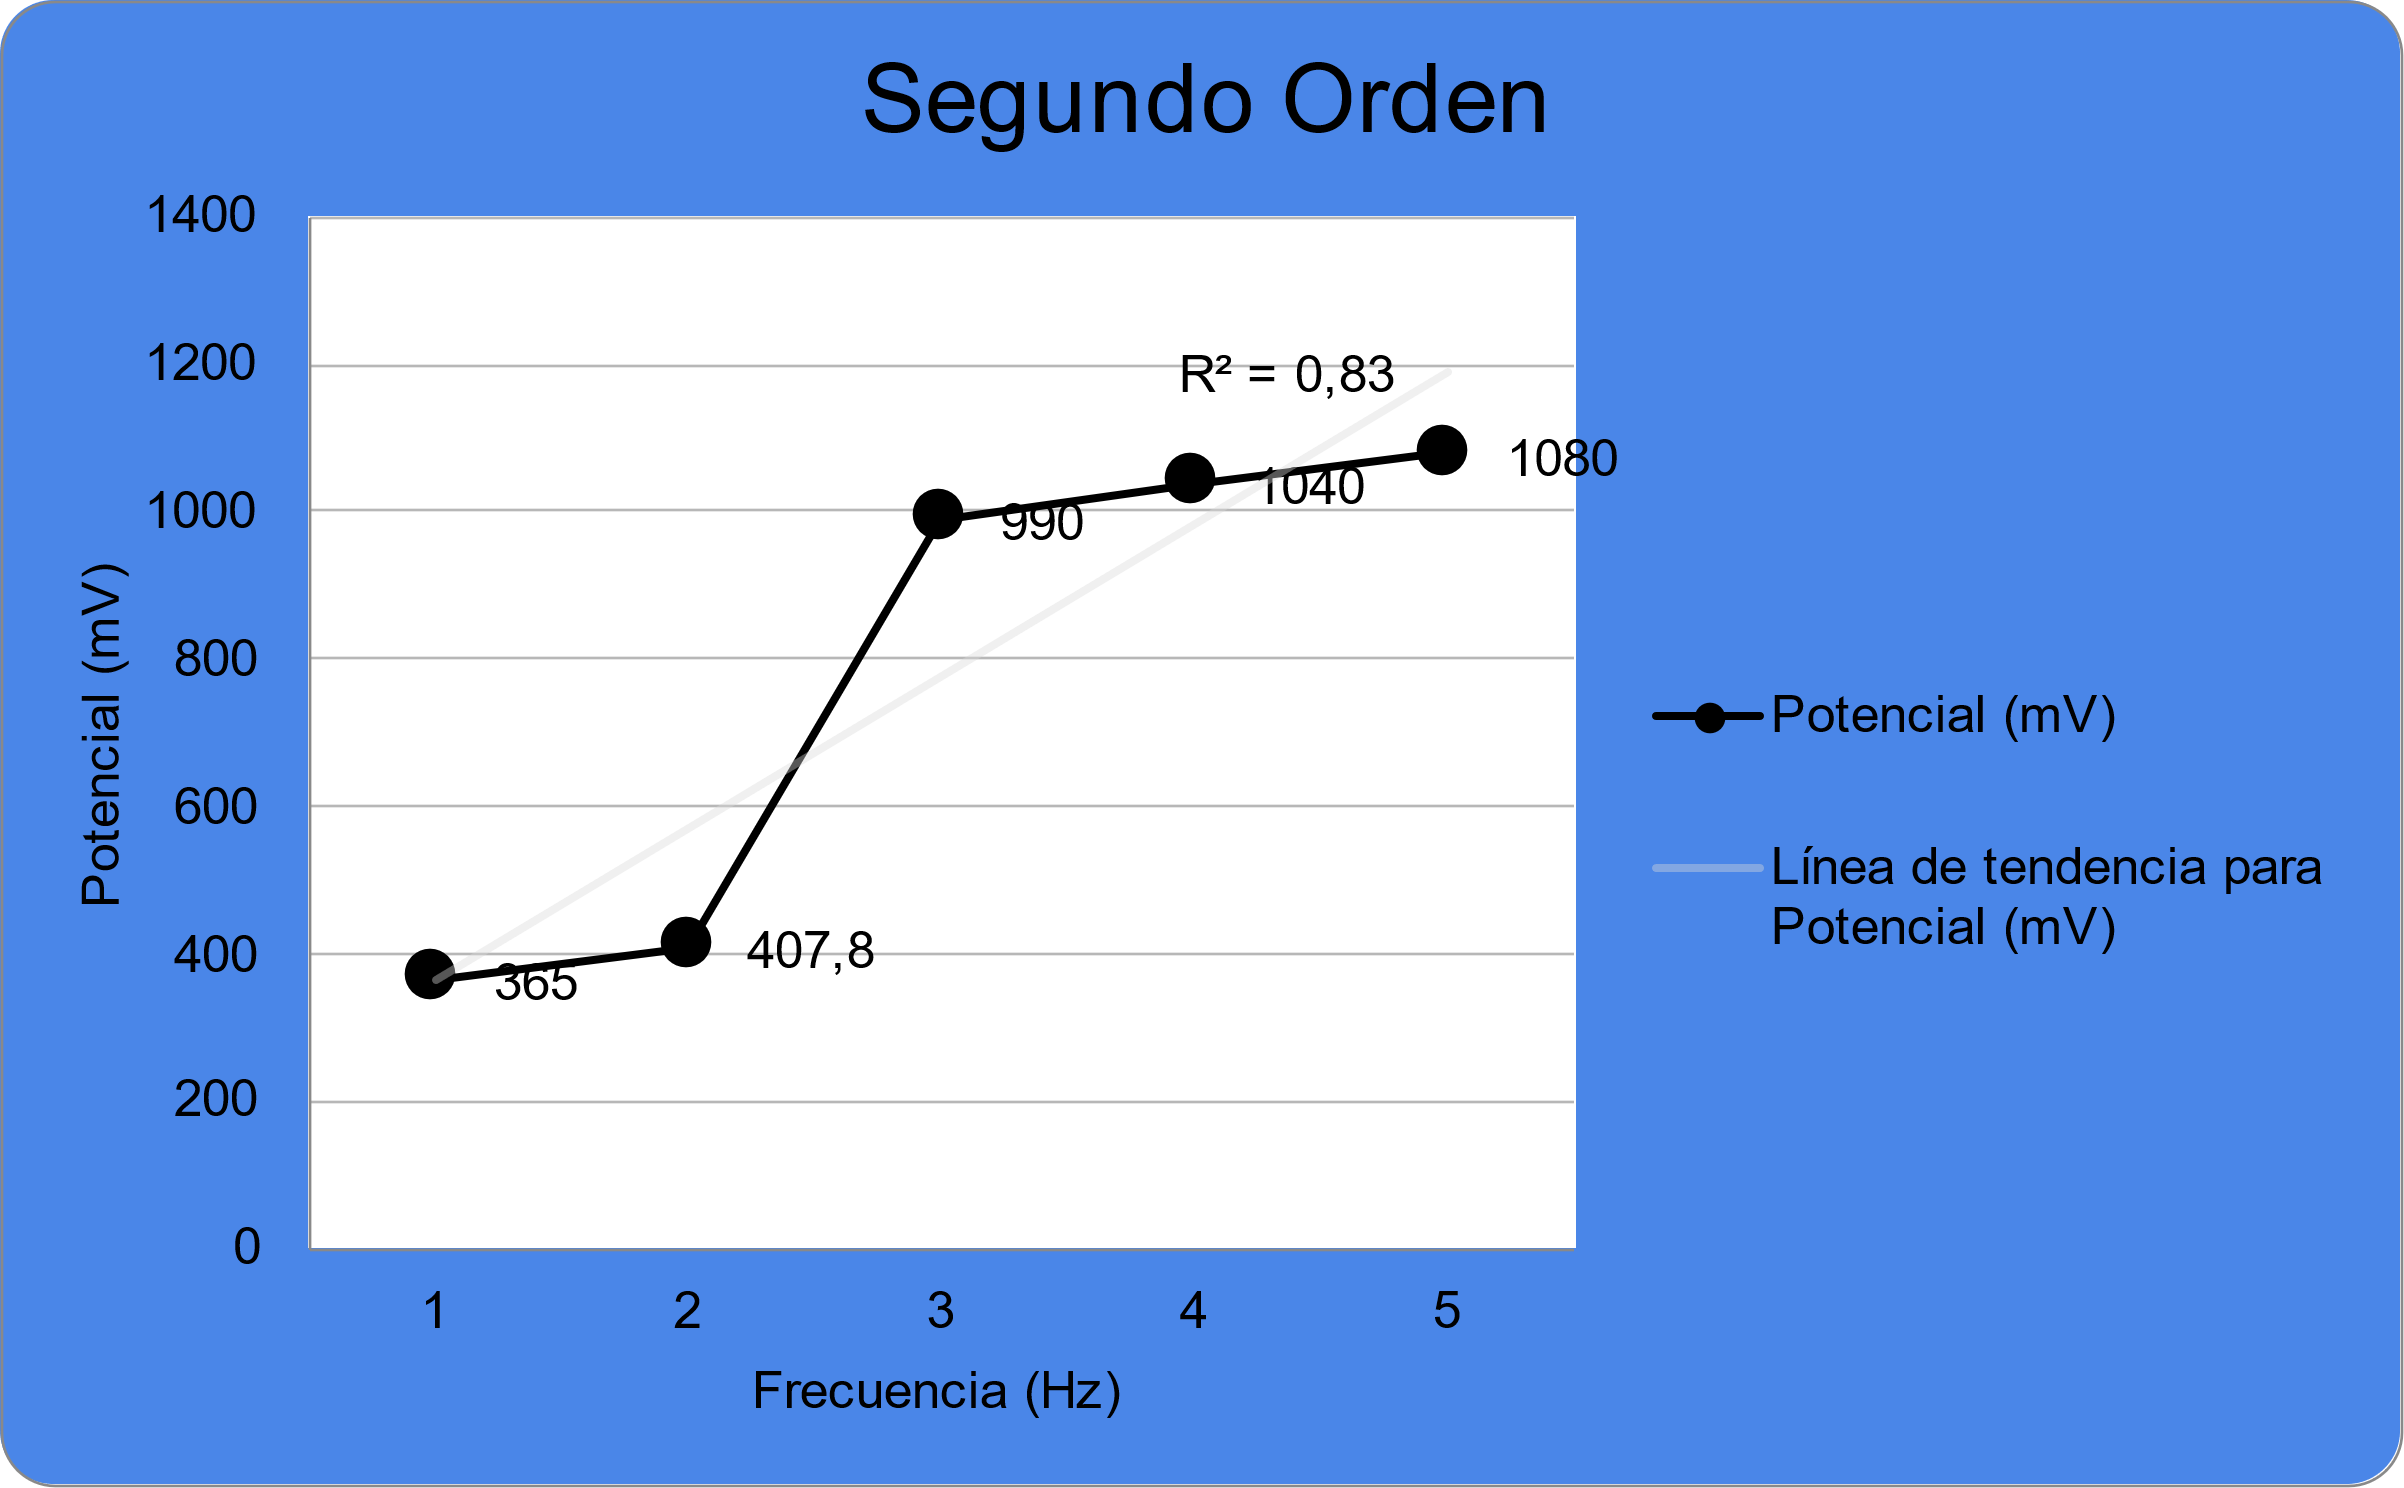 Segundo Orden
1400
1200
1000
800
600
400
200
0
Potencial (mV)
R² = 0,83
365
407,8
990
1040
1080
1
2
3
4
5
Frecuencia (Hz)
Potencial (mV)
Línea de tendencia para
Potencial (mV)